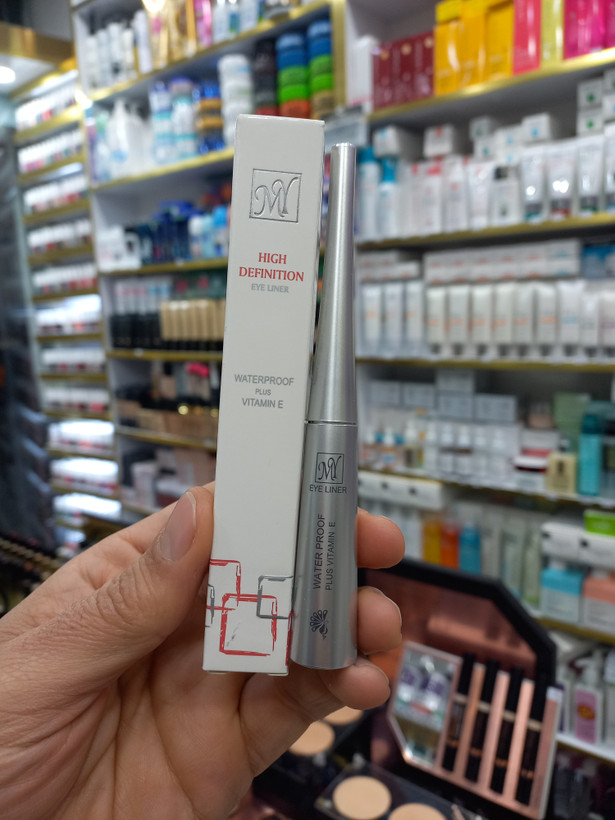 MY
HIGH
DEFINITION
EYE LINER
WATERPROOF
PLUS
VITAMIN E
MY
EYE LINER
WATER PROOF
PLUS VITAMIN E